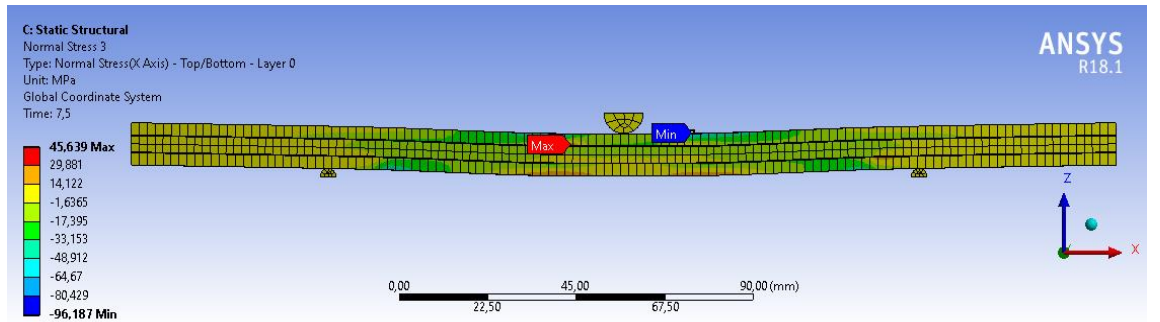 C: Static Structural
Normal Stress 3
Type: Normal Stress(X Axis) - Top/Bottom - Layer 0
Unit: MPa
Global Coordinate System
Time: 7,5
45,639 Max
29,881
14,122
-1,6365
-17,395
-33,153
-48,912
-64,67
-80,429
-96,187 Min
ANSYS
R18.1
Max
Min
Z
X
0,00
45,00
90,00 (mm)
22,50
67,50